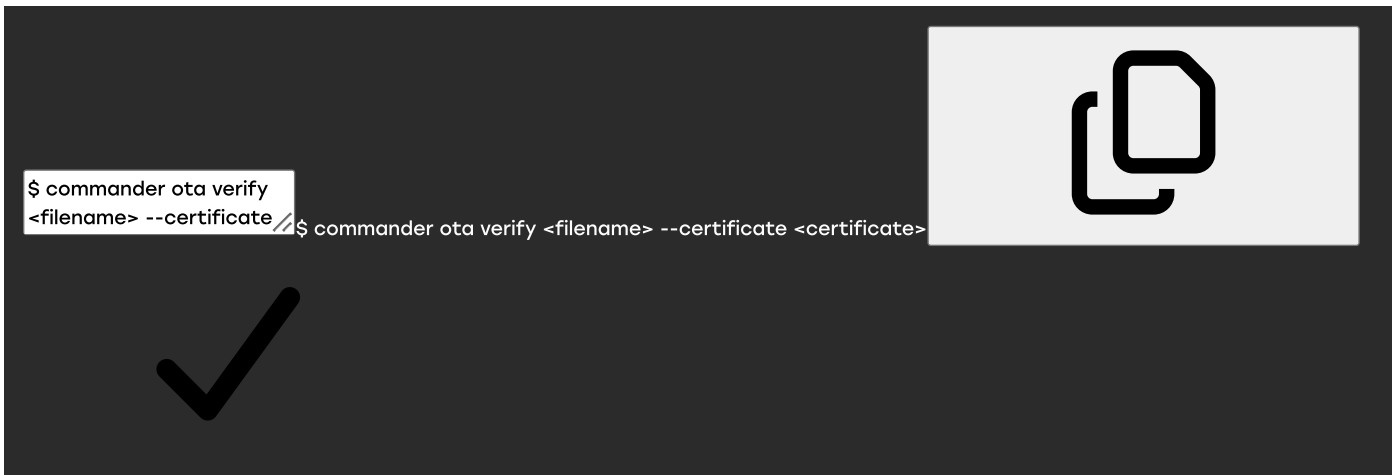 $ commander ota verify
<filename> --certificate
$ commander ota verify <filename> --certificate <certificate>